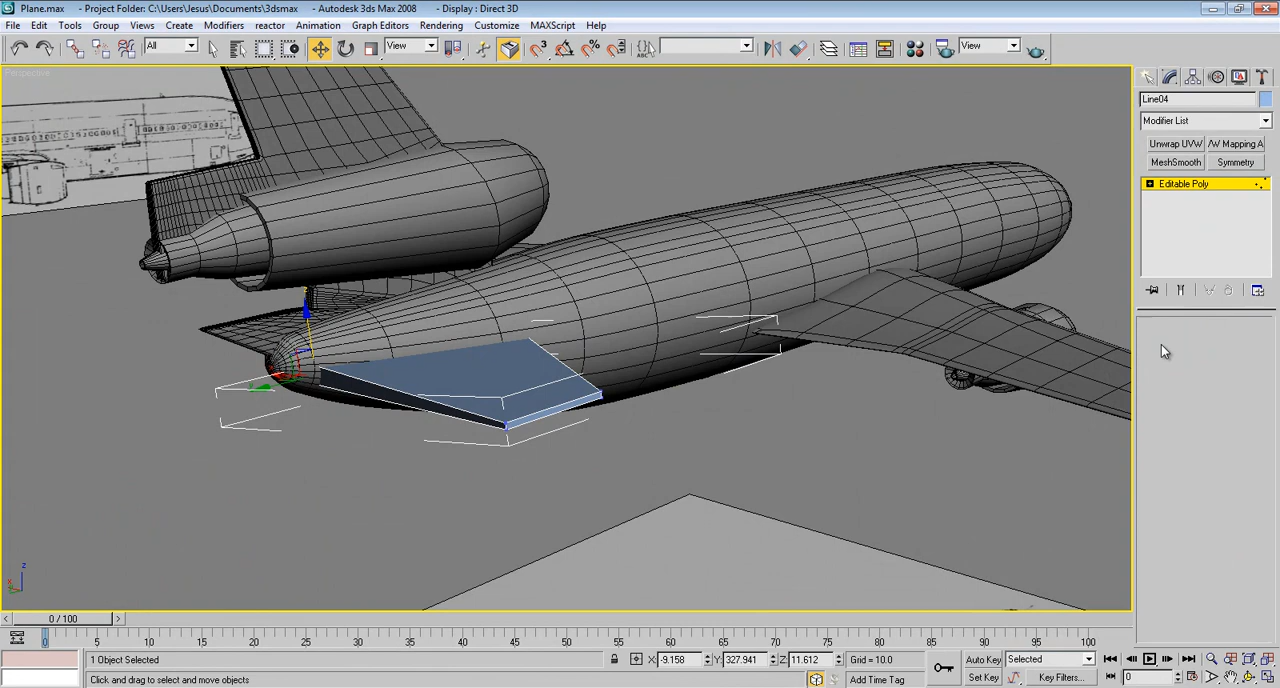 Plane.max - Project Folder: C:\Users\Jesus\Documents\3dsmax - Autodesk 3ds Max 2008 - Display : Direct 3D
File Edit Tools Group Views Create Modifiers reactor Animation Graph Editors Rendering Customize MAXScript Help
All View View
Perspective
Line04
Modifier List
Unwrap UVW /W Mapping A
MeshSmooth Symmetry
Editable Poly
z
x
0 / 100
0 5 10 15 20 25 30 35 40 45 50 55 60 65 70 75 80 85 90 95 100
1 Object Selected X: -9.158 Y: 327.941 Z: 11.612 Grid = 10.0 Auto Key Selected
Click and drag to select and move objects Add Time Tag Set Key Key Filters... 0